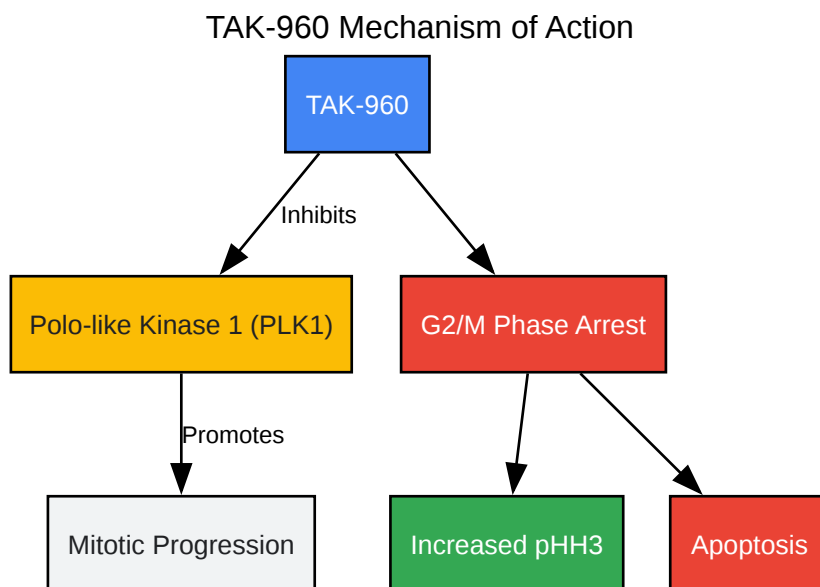 TAK-960 Mechanism of Action
TAK-960
Inhibits
Polo-like Kinase 1 (PLK1)
G2/M Phase Arrest
Promotes
Mitotic Progression
Increased pHH3
Apoptosis